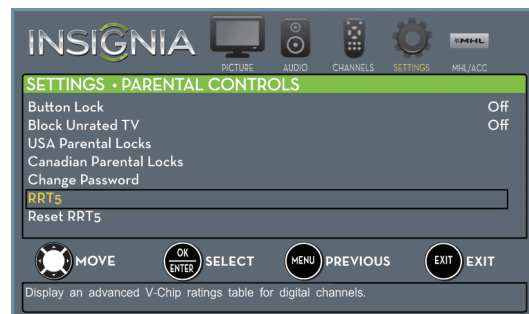 INSIGNIA
PICTURE AUDIO CHANNELS SETTINGS MHL/ACC
MHL
SETTINGS • PARENTAL CONTROLS
Button Lock Off
Block Unrated TV Off
USA Parental Locks
Canadian Parental Locks
Change Password
RRT5
Reset RRT5
MOVE OK ENTER SELECT MENU PREVIOUS EXIT EXIT
Display an advanced V-Chip ratings table for digital channels.